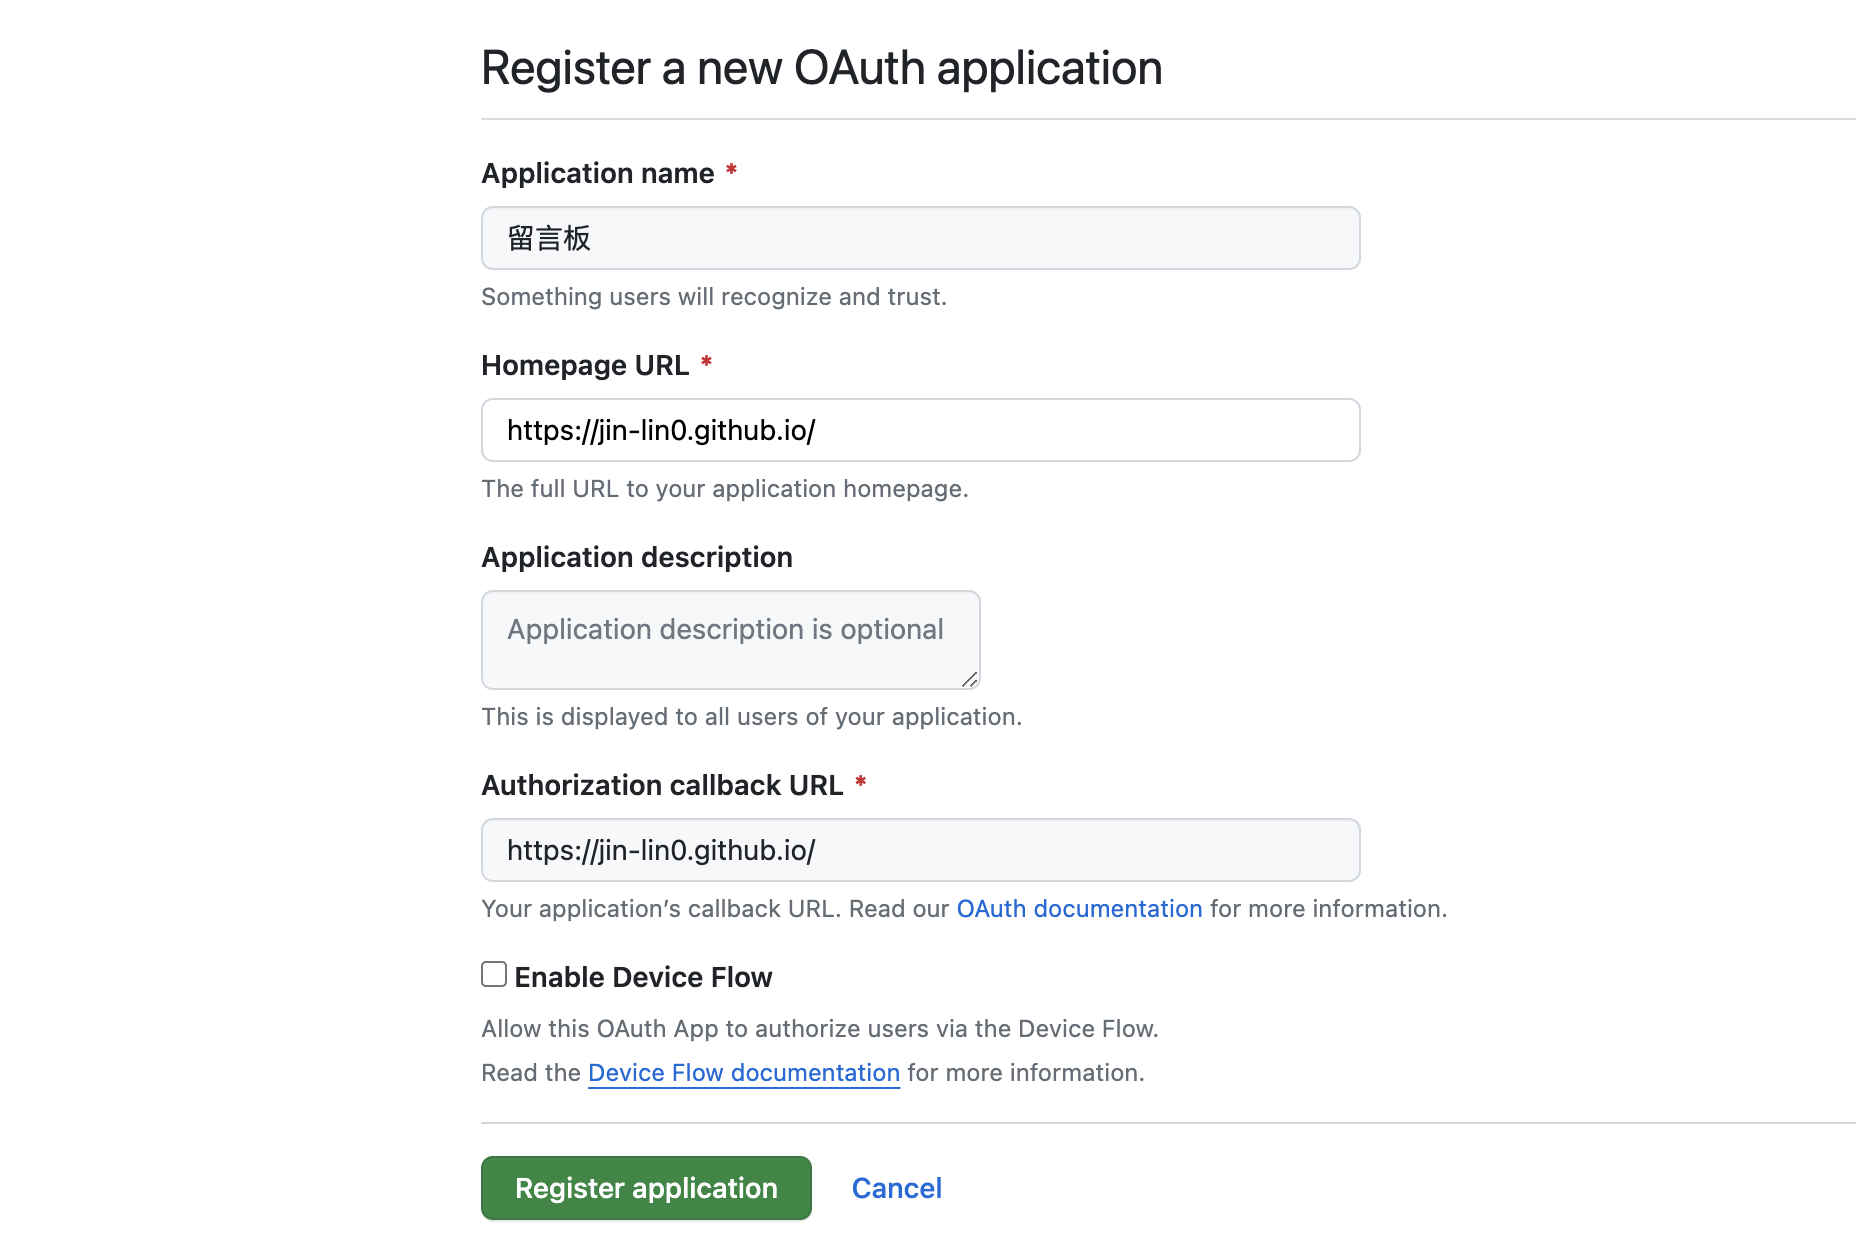 Register a new OAuth application
Application name *
留言板
Something users will recognize and trust.
Homepage URL *
https://jin-lin0.github.io/
The full URL to your application homepage.
Application description
Application description is optional
This is displayed to all users of your application.
Authorization callback URL *
https://jin-lin0.github.io/
Your application’s callback URL. Read our OAuth documentation for more information.
Enable Device Flow
Allow this OAuth App to authorize users via the Device Flow.
Read the Device Flow documentation for more information.
Register application Cancel